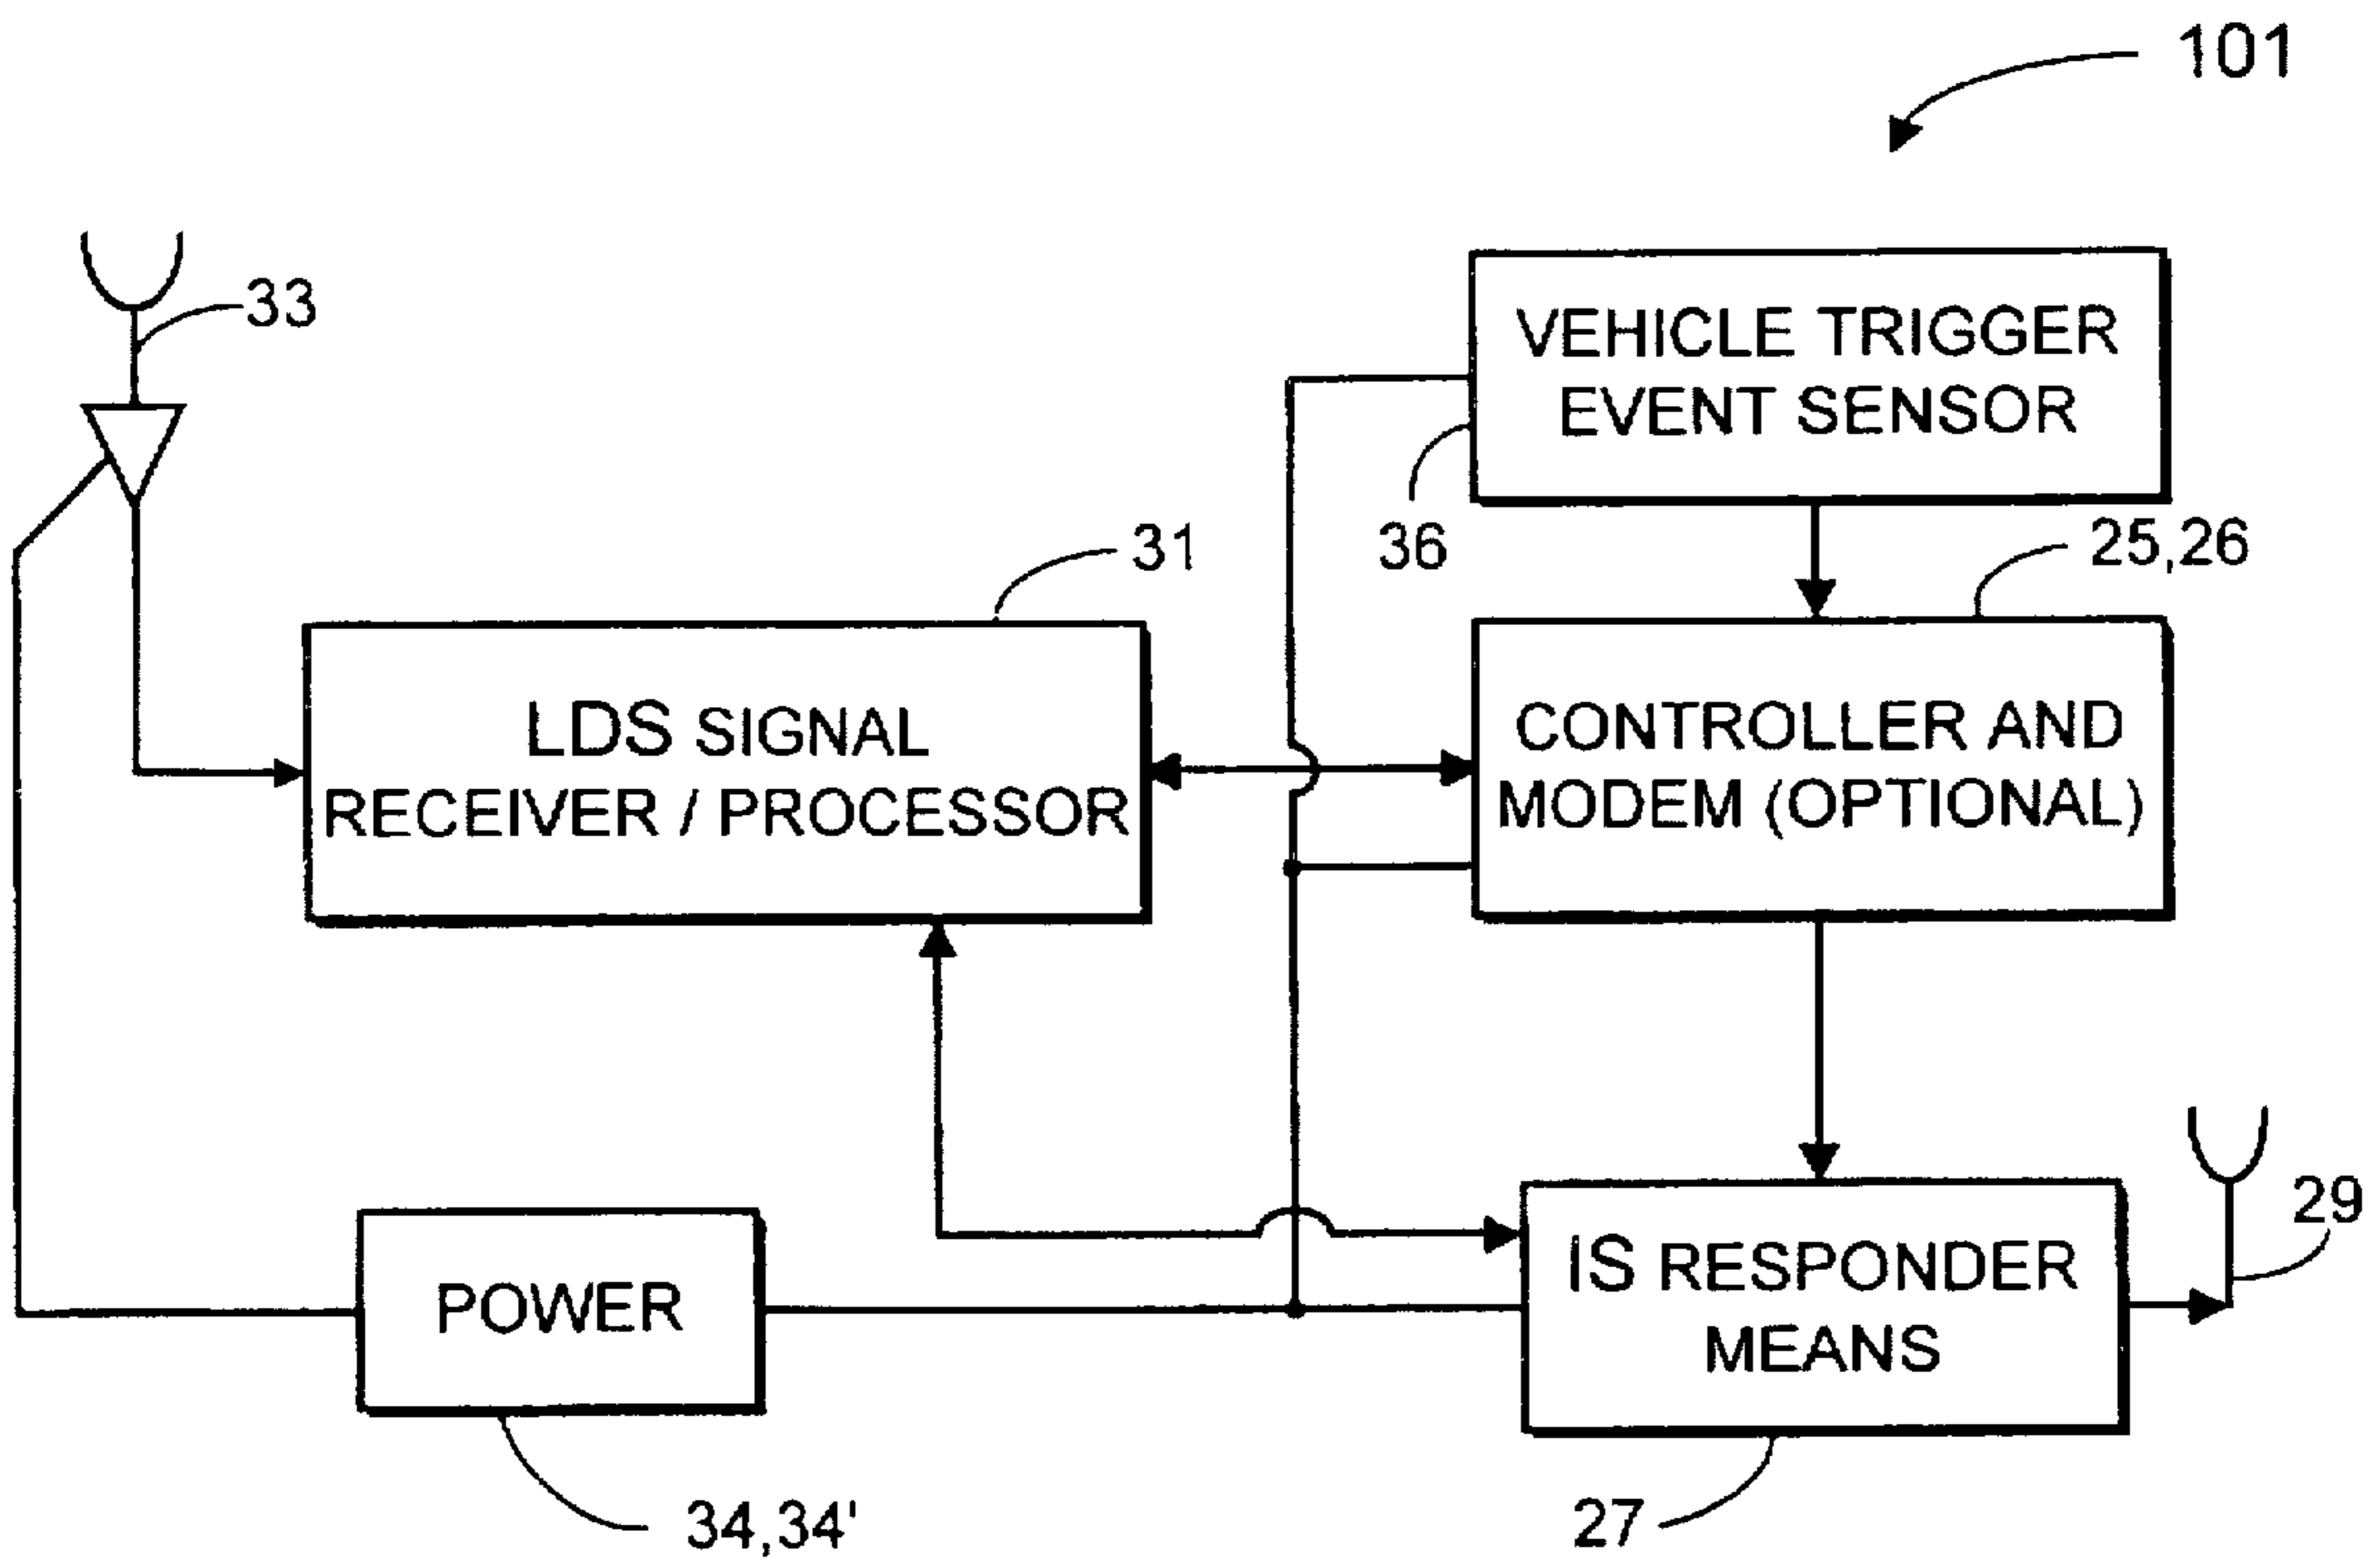 101
33
VEHICLE TRIGGER
EVENT SENSOR
36
25,26
31
LDS SIGNAL
RECEIVER / PROCESSOR
CONTROLLER AND
MODEM (OPTIONAL)
29
POWER
IS RESPONDER
MEANS
34,34'
27